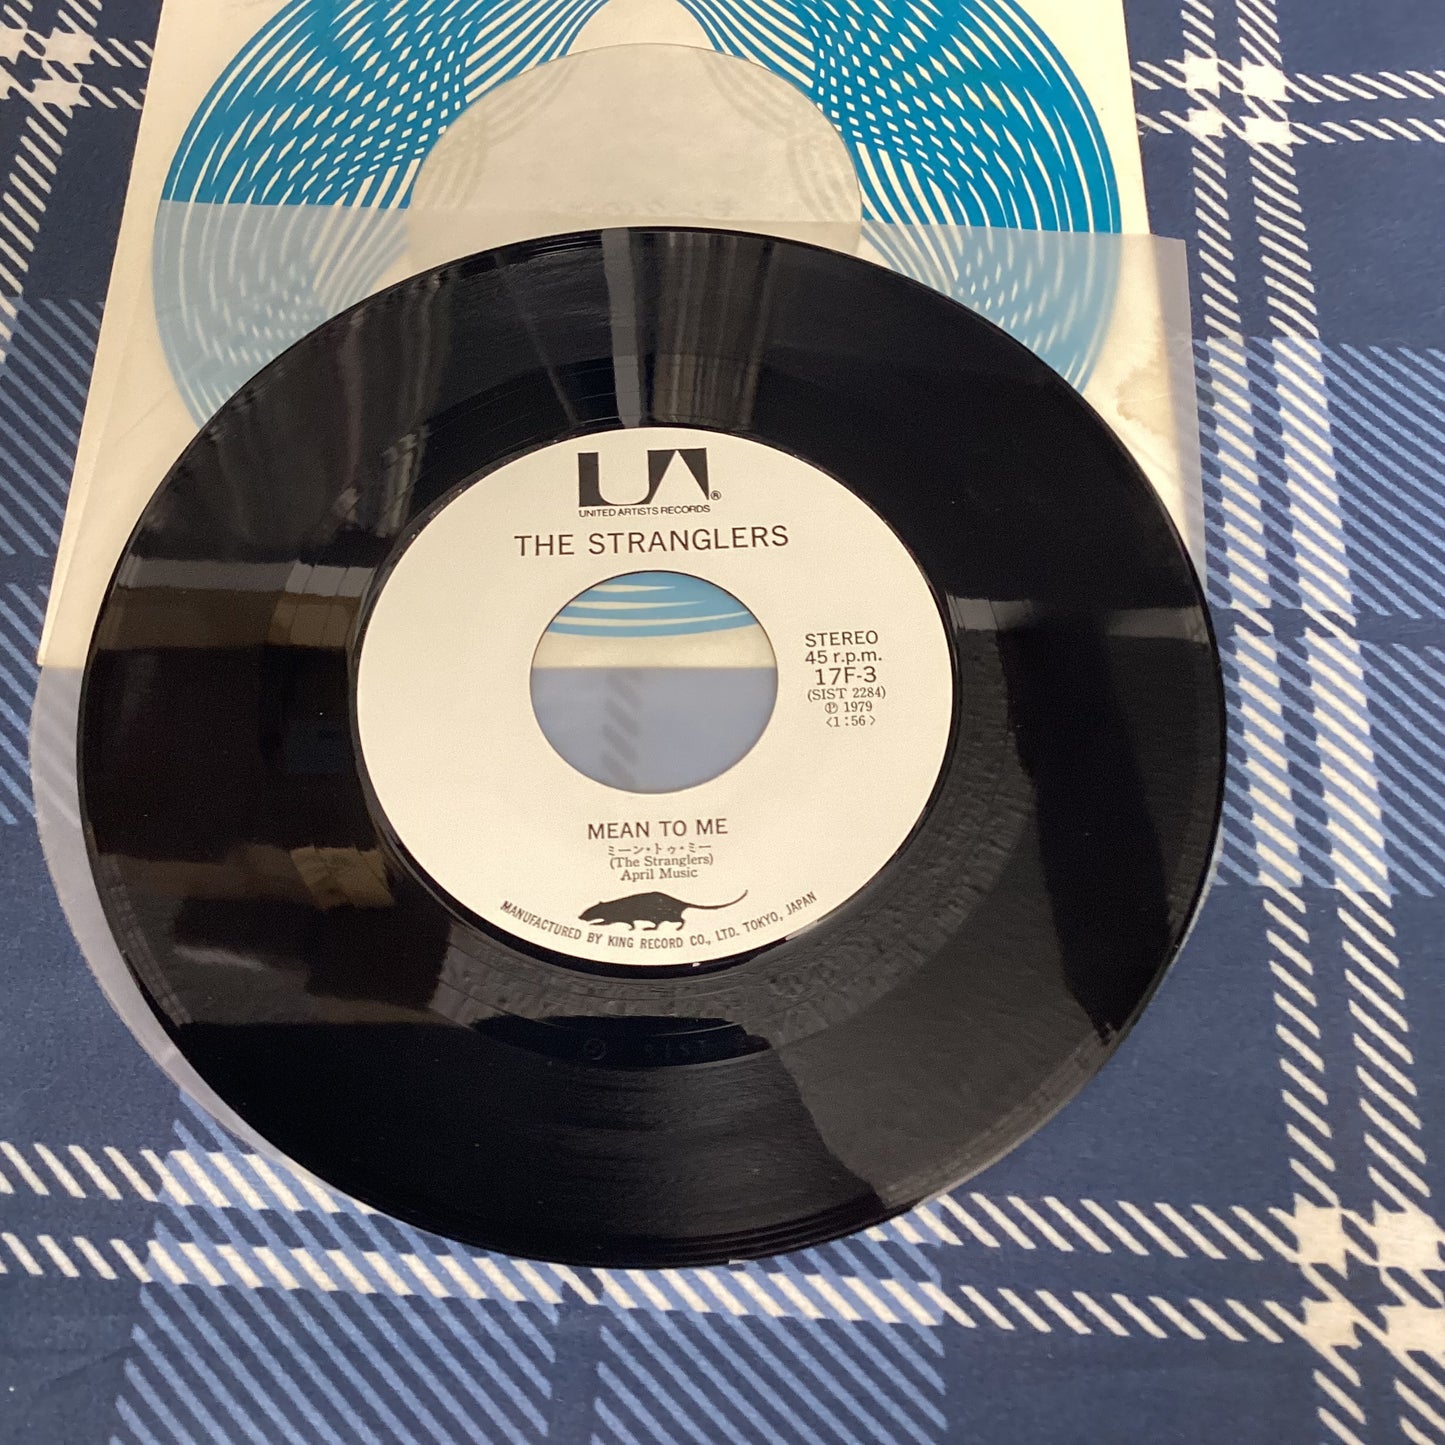 UA®
UNITED ARTISTS RECORDS
THE STRANGLERS
STEREO
45 r.p.m.
17F-3
(SIST 2284)
Ⓟ 1979
<1:56>
MEAN TO ME
ミーン・トゥ・ミー
(The Stranglers)
April Music
MANUFACTURED BY KING RECORD CO., LTD. TOKYO, JAPAN
SIST